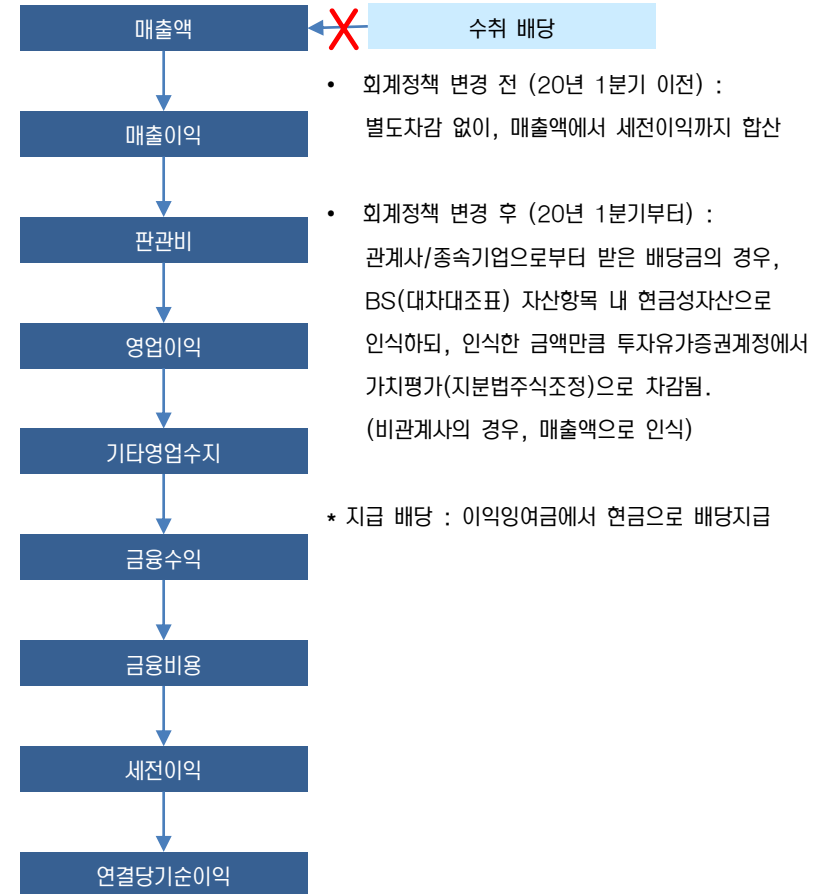 매출액
수취 배당
• 회계정책 변경 전 (20년 1분기 이전) :
별도차감 없이, 매출액에서 세전이익까지 합산
매출이익
• 회계정책 변경 후 (20년 1분기부터) :
판관비
관계사/종속기업으로부터 받은 배당금의 경우,
BS(대차대조표) 자산항목 내 현금성자산으로
인식하되, 인식한 금액만큼 투자유가증권계정에서
영업이익
가치평가(지분법주식조정)으로 차감됨.
(비관계사의 경우, 매출액으로 인식)
기타영업수지
* 지급 배당 : 이익잉여금에서 현금으로 배당지급
금융수익
금융비용
세전이익
연결당기순이익